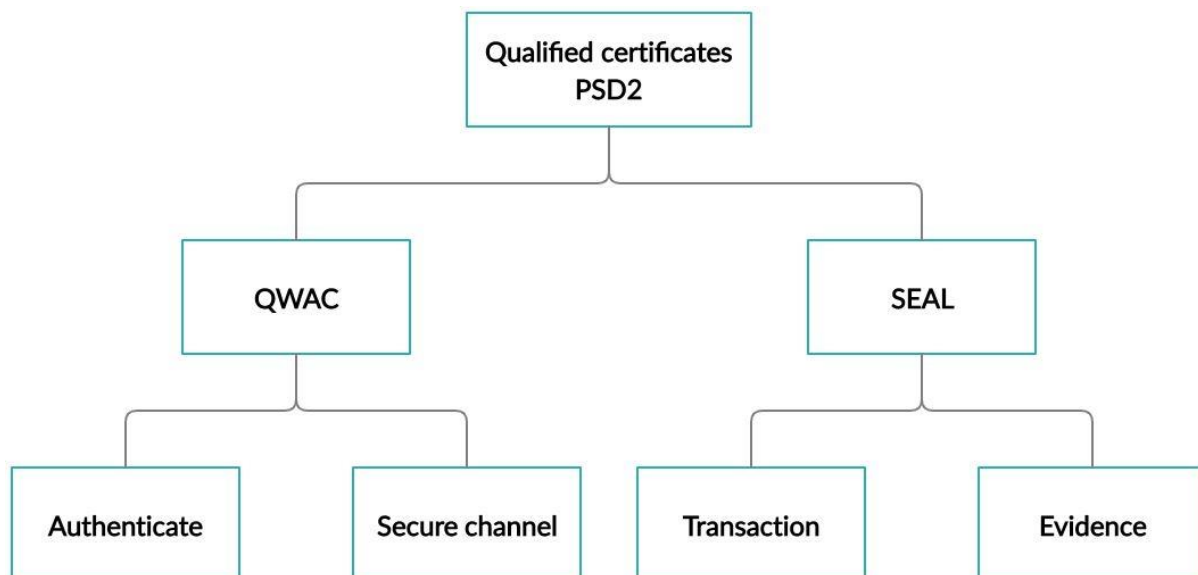 Qualified certificates
PSD2
QWAC
SEAL
Authenticate
Secure channel
Transaction
Evidence